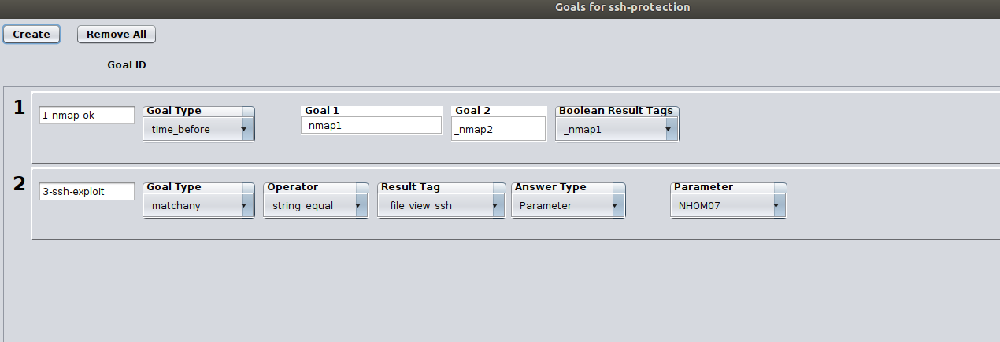 Goals for ssh-protection
Create Remove All
Goal ID
1 1-nmap-ok Goal Type time_before Goal 1 _nmap1 Goal 2 _nmap2 Boolean Result Tags _nmap1
2 3-ssh-exploit Goal Type matchany Operator string_equal Result Tag _file_view_ssh Answer Type Parameter Parameter NHOM07